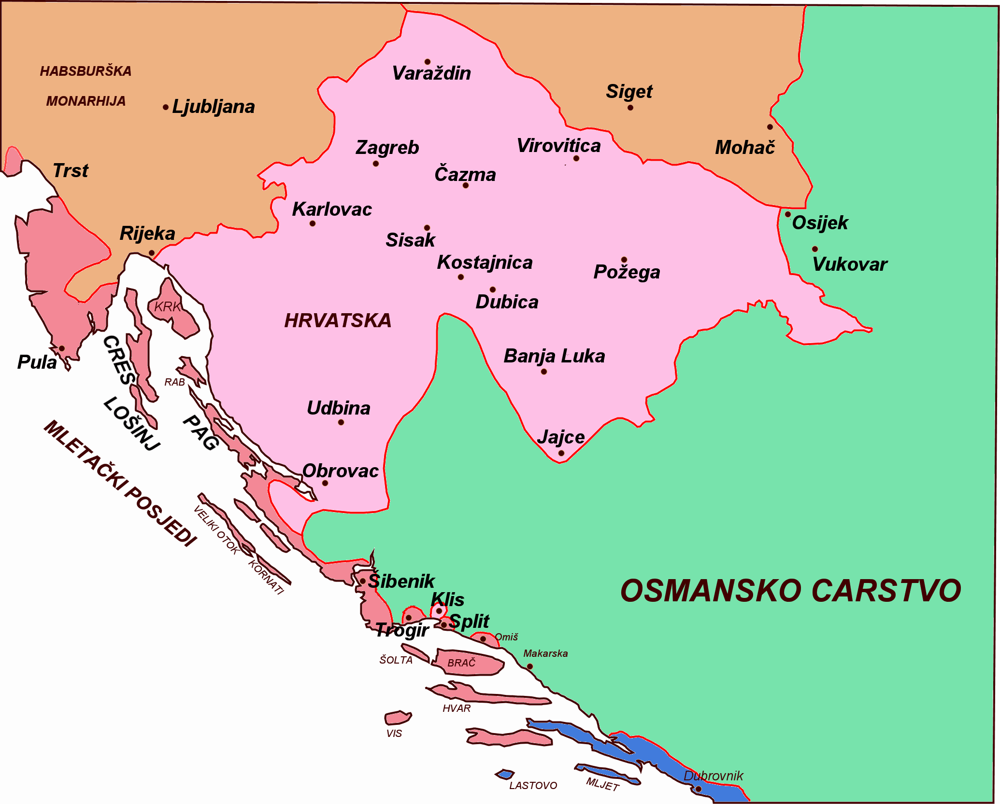 HABSBURŠKA
MONARHIJA
Ljubljana
Varaždin
Siget
Mohač
Zagreb
Virovitica
Čazma
Trst
Karlovac
Rijeka
Sisak
Osijek
Kostajnica
Vukovar
Požega
Dubica
KRK
HRVATSKA
Pula
CRES
RAB
Banja Luka
LOŠINJ
PAG
Udbina
Jajce
MLETAČKI POSJEDI
Obrovac
VELIKI OTOK
KORNATI
Šibenik
Klis
OSMANSKO CARSTVO
Split
Trogir
Omiš
Makarska
ŠOLTA
BRAČ
HVAR
VIS
LASTOVO
MLJET
Dubrovnik